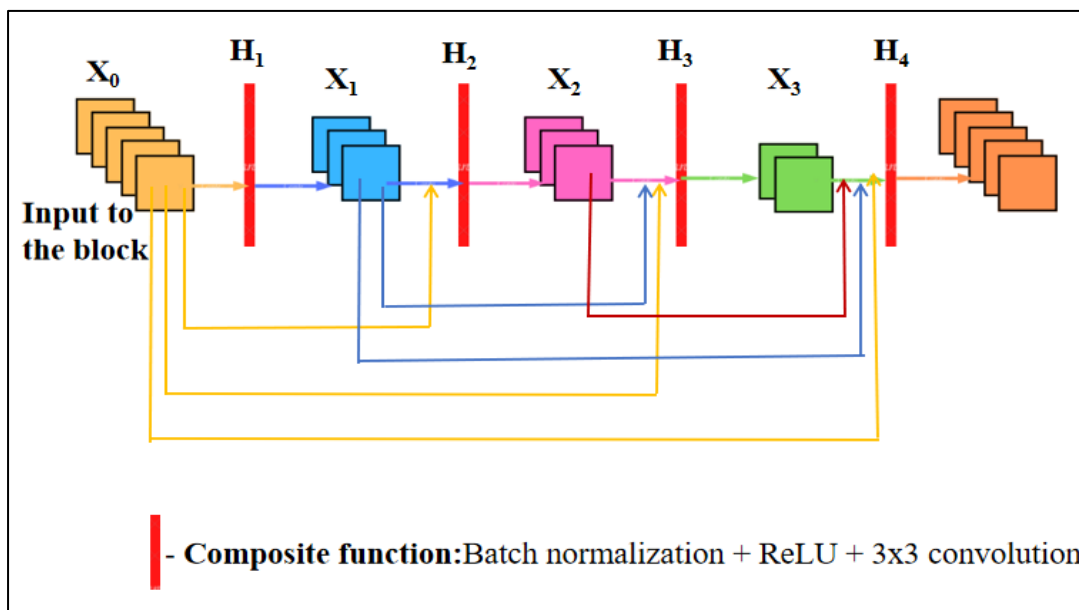 X₀ H₁ X₁ H₂ X₂ H₃ X₃ H₄
Input to
the block
- Composite function:Batch normalization + ReLU + 3x3 convolution